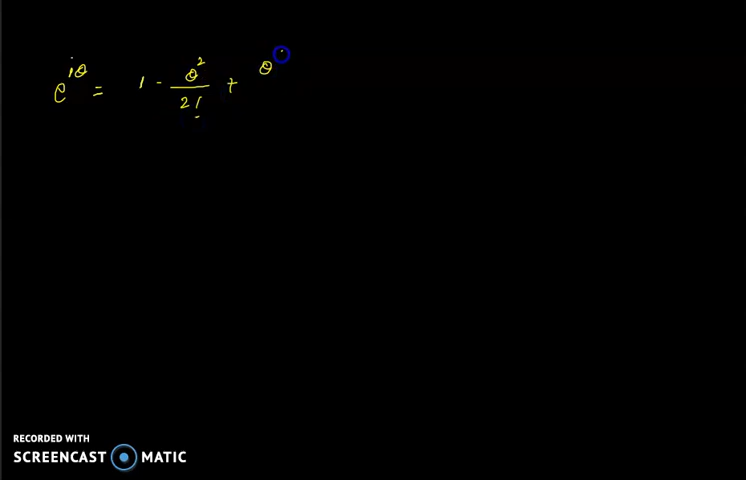 e^{iθ} = 1 - θ²/2! + θ
RECORDED WITH
SCREENCAST MATIC